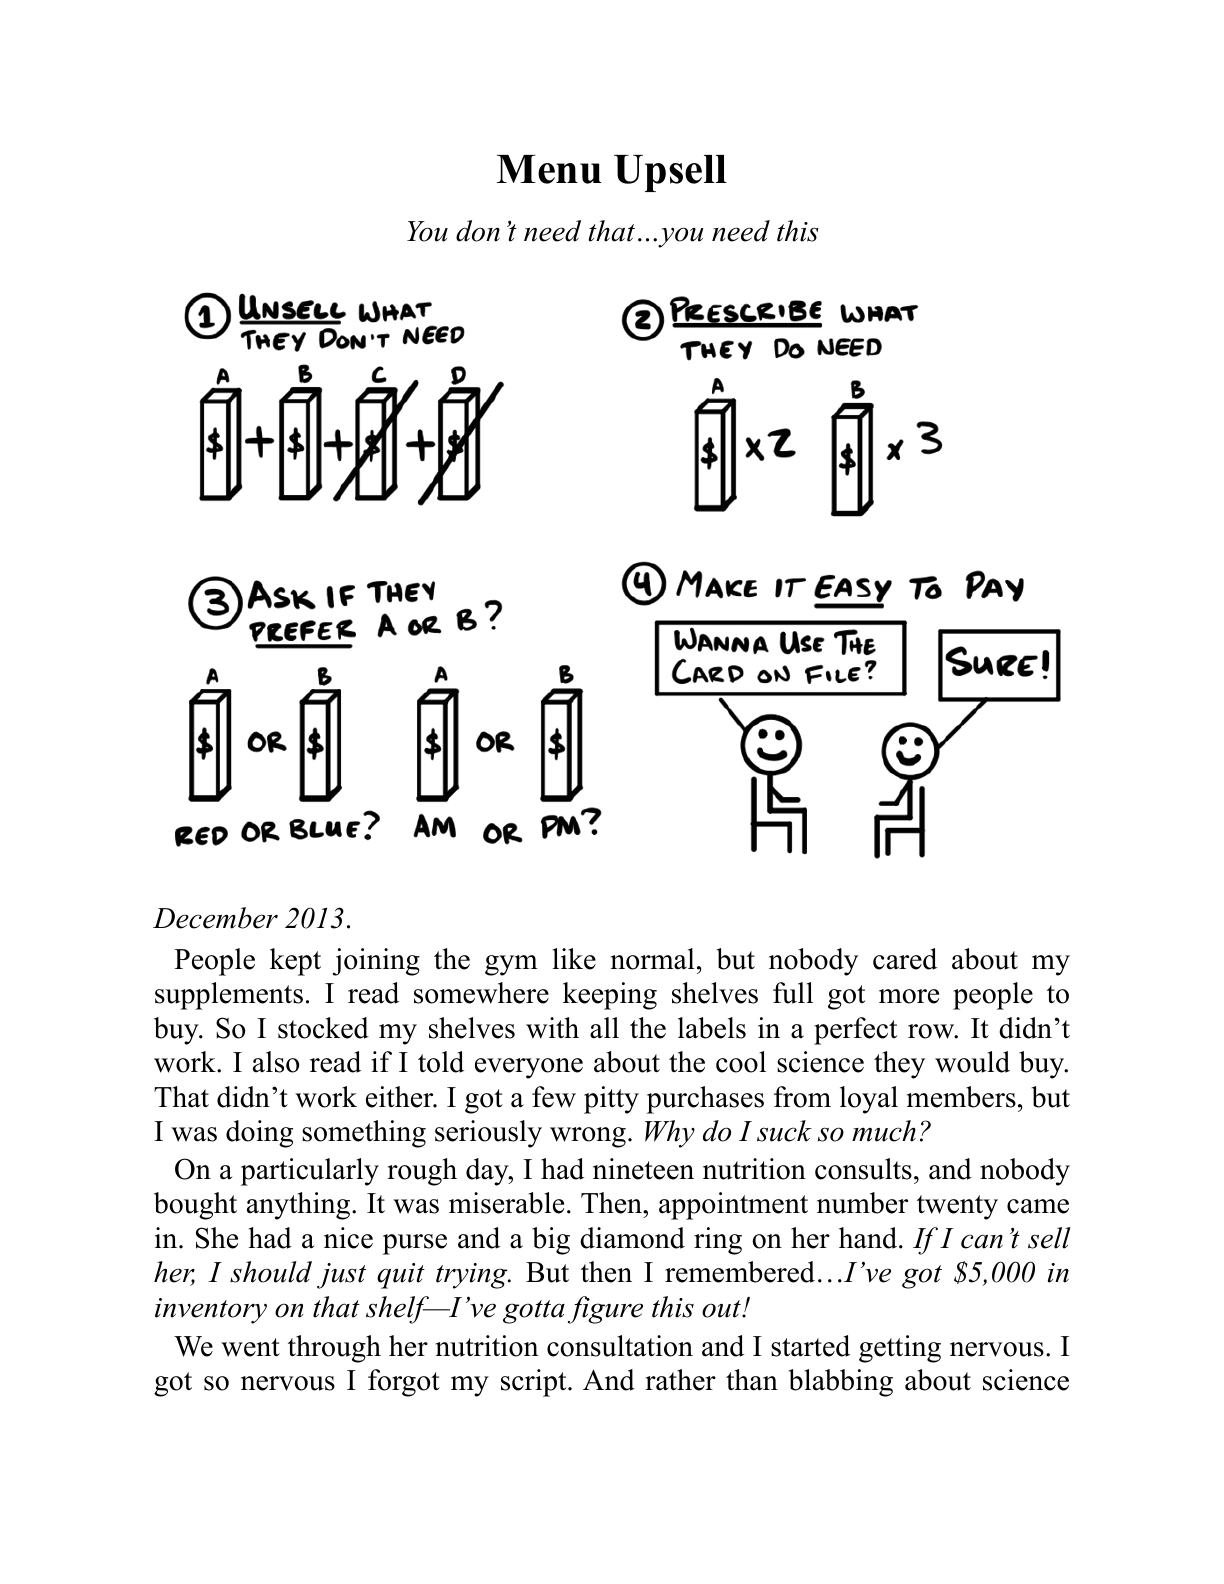 Menu Upsell
You don’t need that…you need this
1 UNSELL WHAT
THEY DON'T NEED
A B C D
$ + $ + $ + $
2 PRESCRIBE WHAT
THEY DO NEED
A B
$ x2 $ x 3
3 ASK IF THEY
PREFER A OR B?
A B A B
$ OR $ $ OR $
RED OR BLUE? AM OR PM?
4 MAKE IT EASY TO PAY
WANNA USE THE
CARD ON FILE?
SURE!
December 2013.
People kept joining the gym like normal, but nobody cared about my
supplements. I read somewhere keeping shelves full got more people to
buy. So I stocked my shelves with all the labels in a perfect row. It didn’t
work. I also read if I told everyone about the cool science they would buy.
That didn’t work either. I got a few pitty purchases from loyal members, but
I was doing something seriously wrong. Why do I suck so much?
On a particularly rough day, I had nineteen nutrition consults, and nobody
bought anything. It was miserable. Then, appointment number twenty came
in. She had a nice purse and a big diamond ring on her hand. If I can’t sell
her, I should just quit trying. But then I remembered…I’ve got $5,000 in
inventory on that shelf—I’ve gotta figure this out!
We went through her nutrition consultation and I started getting nervous. I
got so nervous I forgot my script. And rather than blabbing about science